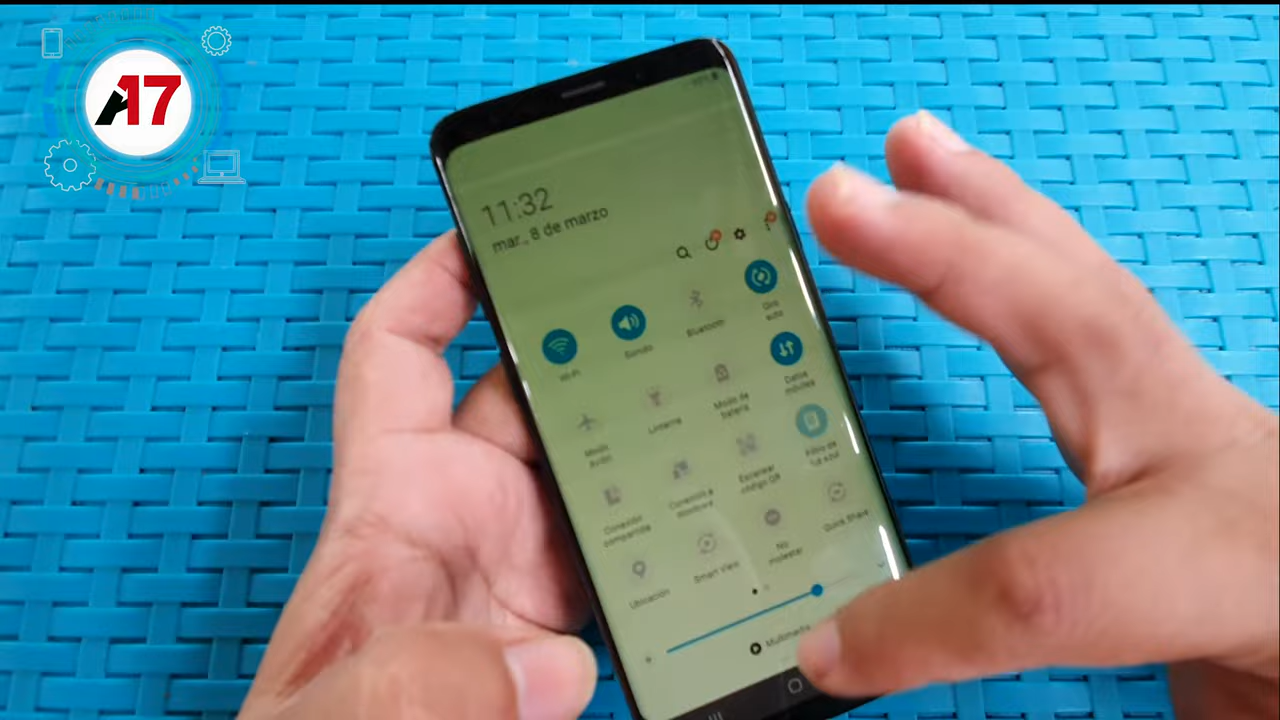 A17
11:32
mar., 8 de marzo
Wi-Fi
Sonido
Bluetooth
Giro
auto
Modo
Avión
Linterna
Modo de
batería
Datos
móviles
Conexión
compartida
Conexión a
Windows
Escanear
código QR
Filtro de
luz azul
Ubicación
Smart View
No
molestar
Quick Share
Multimedia